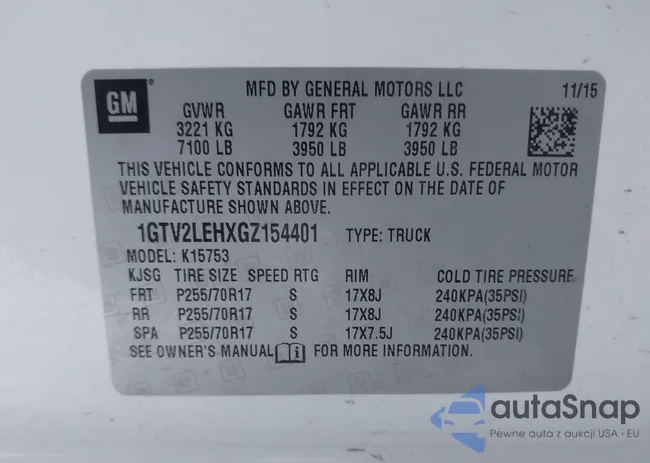 GM
MFD BY GENERAL MOTORS LLC 11/15
GVWR GAWR FRT GAWR RR
3221 KG 1792 KG 1792 KG
7100 LB 3950 LB 3950 LB
THIS VEHICLE CONFORMS TO ALL APPLICABLE U.S. FEDERAL MOTOR
VEHICLE SAFETY STANDARDS IN EFFECT ON THE DATE OF
MANUFACTURE SHOWN ABOVE.
1GTV2LEHXGZ154401 TYPE: TRUCK
MODEL: K15753
KJSG TIRE SIZE SPEED RTG RIM COLD TIRE PRESSURE
FRT P255/70R17 S 17X8J 240KPA(35PSI)
RR P255/70R17 S 17X8J 240KPA(35PSI)
SPA P255/70R17 S 17X7.5J 240KPA(35PSI)
SEE OWNER'S MANUAL FOR MORE INFORMATION.
autaSnap
Pewne auta z aukcji USA i EU